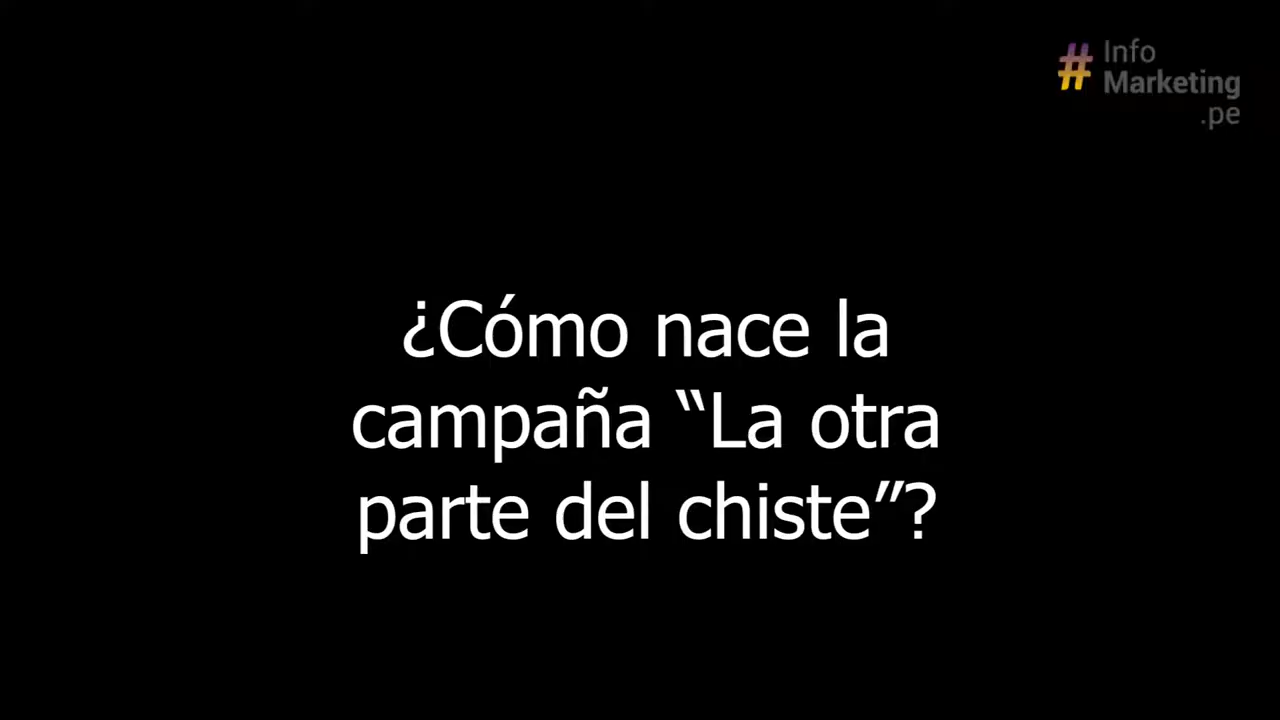 # Info
Marketing
.pe
¿Cómo nace la
campaña “La otra
parte del chiste”?